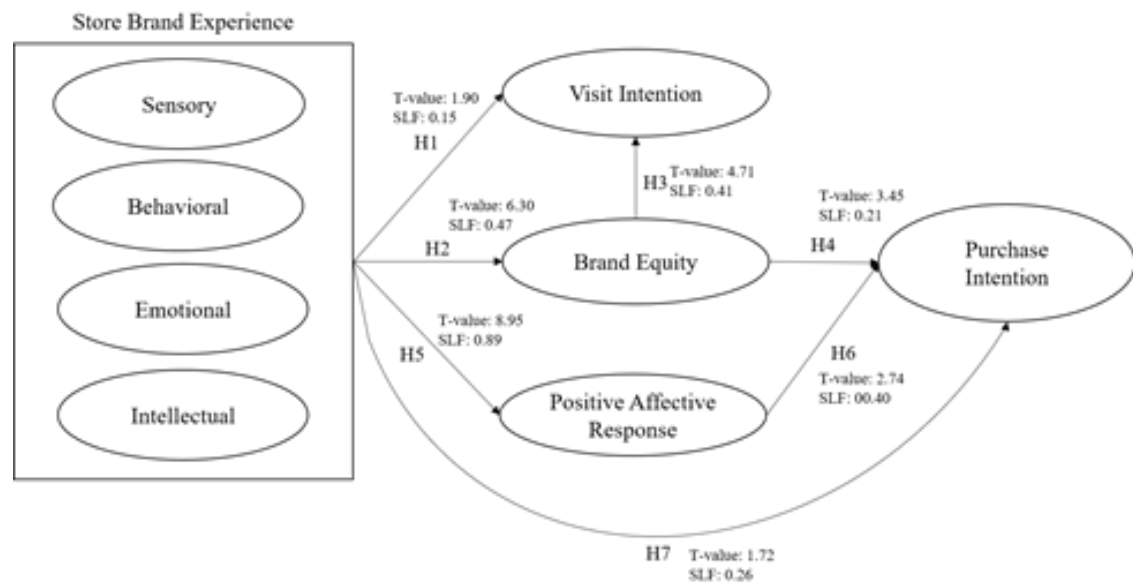 Store Brand Experience
Sensory
Behavioral
Emotional
Intellectual
T-value: 1.90
SLF: 0.15
H1
Visit Intention
H3
T-value: 4.71
SLF: 0.41
T-value: 6.30
SLF: 0.47
H2
Brand Equity
T-value: 3.45
SLF: 0.21
H4
Purchase
Intention
T-value: 8.95
SLF: 0.89
H5
Positive Affective
Response
H6
T-value: 2.74
SLF: 00.40
H7
T-value: 1.72
SLF: 0.26